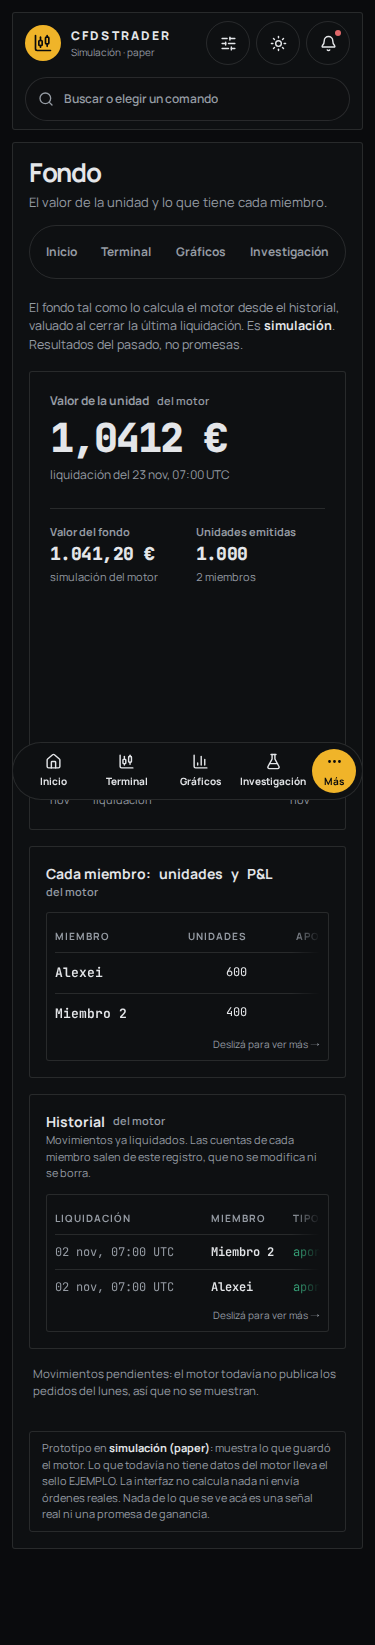 CFDSTRADER
Simulación · paper
Buscar o elegir un comando
Fondo
El valor de la unidad y lo que tiene cada miembro.
Inicio Terminal Gráficos Investigación
El fondo tal como lo calcula el motor desde el historial,
valuado al cerrar la última liquidación. Es simulación.
Resultados del pasado, no promesas.
Valor de la unidad del motor
1,0412 €
liquidación del 23 nov, 07:00 UTC
Valor del fondo Unidades emitidas
1.041,20 € 1.000
simulación del motor 2 miembros
Inicio Terminal Gráficos Investigación Más
nov liquidación nov
Cada miembro: unidades y P&L
del motor
MIEMBRO UNIDADES APO
Alexei 600
Miembro 2 400
Deslizá para ver más →
Historial del motor
Movimientos ya liquidados. Las cuentas de cada
miembro salen de este registro, que no se modifica ni
se borra.
LIQUIDACIÓN MIEMBRO TIPO
02 nov, 07:00 UTC Miembro 2 apor
02 nov, 07:00 UTC Alexei apor
Deslizá para ver más →
Movimientos pendientes: el motor todavía no publica los
pedidos del lunes, así que no se muestran.
Prototipo en simulación (paper): muestra lo que guardó
el motor. Lo que todavía no tiene datos del motor lleva el
sello EJEMPLO. La interfaz no calcula nada ni envía
órdenes reales. Nada de lo que se ve acá es una señal
real ni una promesa de ganancia.